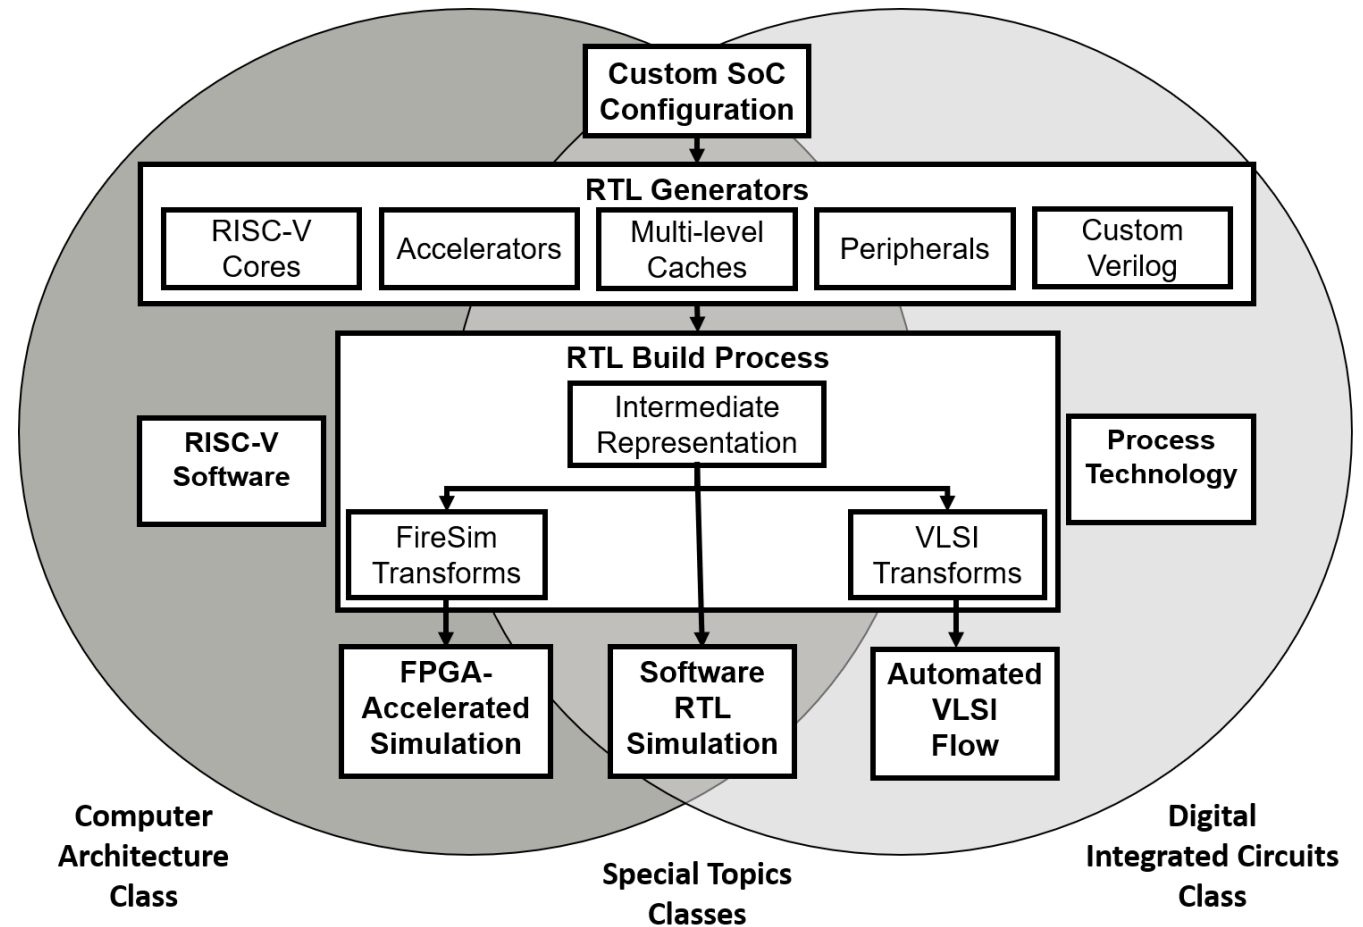 Custom SoC
Configuration
RTL Generators
RISC-V
Cores
Accelerators
Multi-level
Caches
Peripherals
Custom
Verilog
RTL Build Process
Intermediate
Representation
RISC-V
Software
Process
Technology
FireSim
Transforms
VLSI
Transforms
FPGA-
Accelerated
Simulation
Software
RTL
Simulation
Automated
VLSI
Flow
Computer
Architecture
Class
Special Topics
Classes
Digital
Integrated Circuits
Class